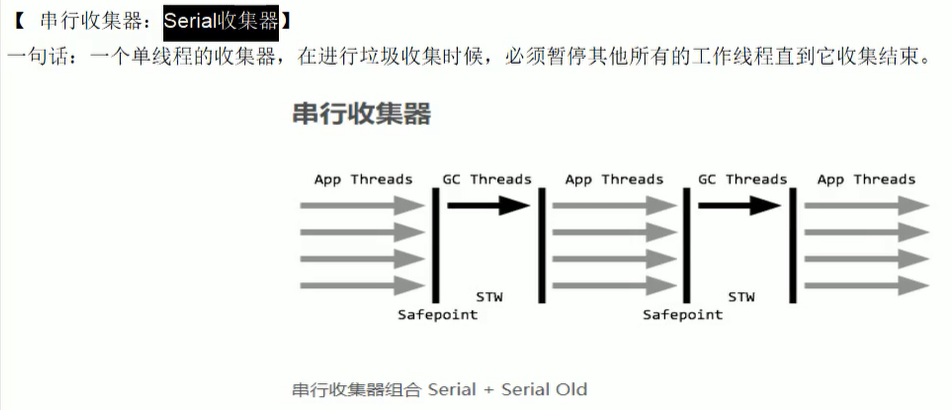 【 串行收集器：Serial收集器】
一句话：一个单线程的收集器，在进行垃圾收集时候，必须暂停其他所有的工作线程直到它收集结束。
串行收集器
App Threads GC Threads App Threads GC Threads App Threads
STW STW
Safepoint Safepoint
串行收集器组合 Serial + Serial Old